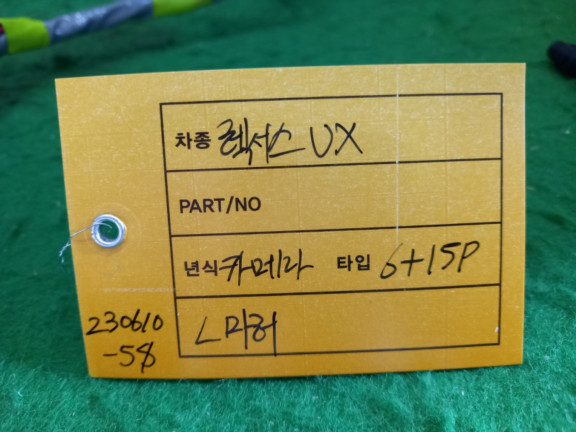 차종 렉서스 UX
PART/NO
년식 카메라 타입 6+15P
L 미러
230610
-58